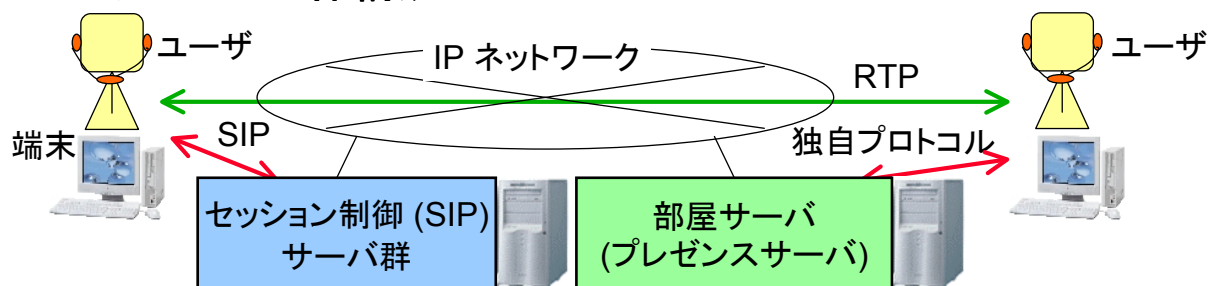 ユーザ
IP ネットワーク
ユーザ
RTP
端末
SIP
独自プロトコル
セッション制御 (SIP)
サーバ群
部屋サーバ
(プレゼンスサーバ)